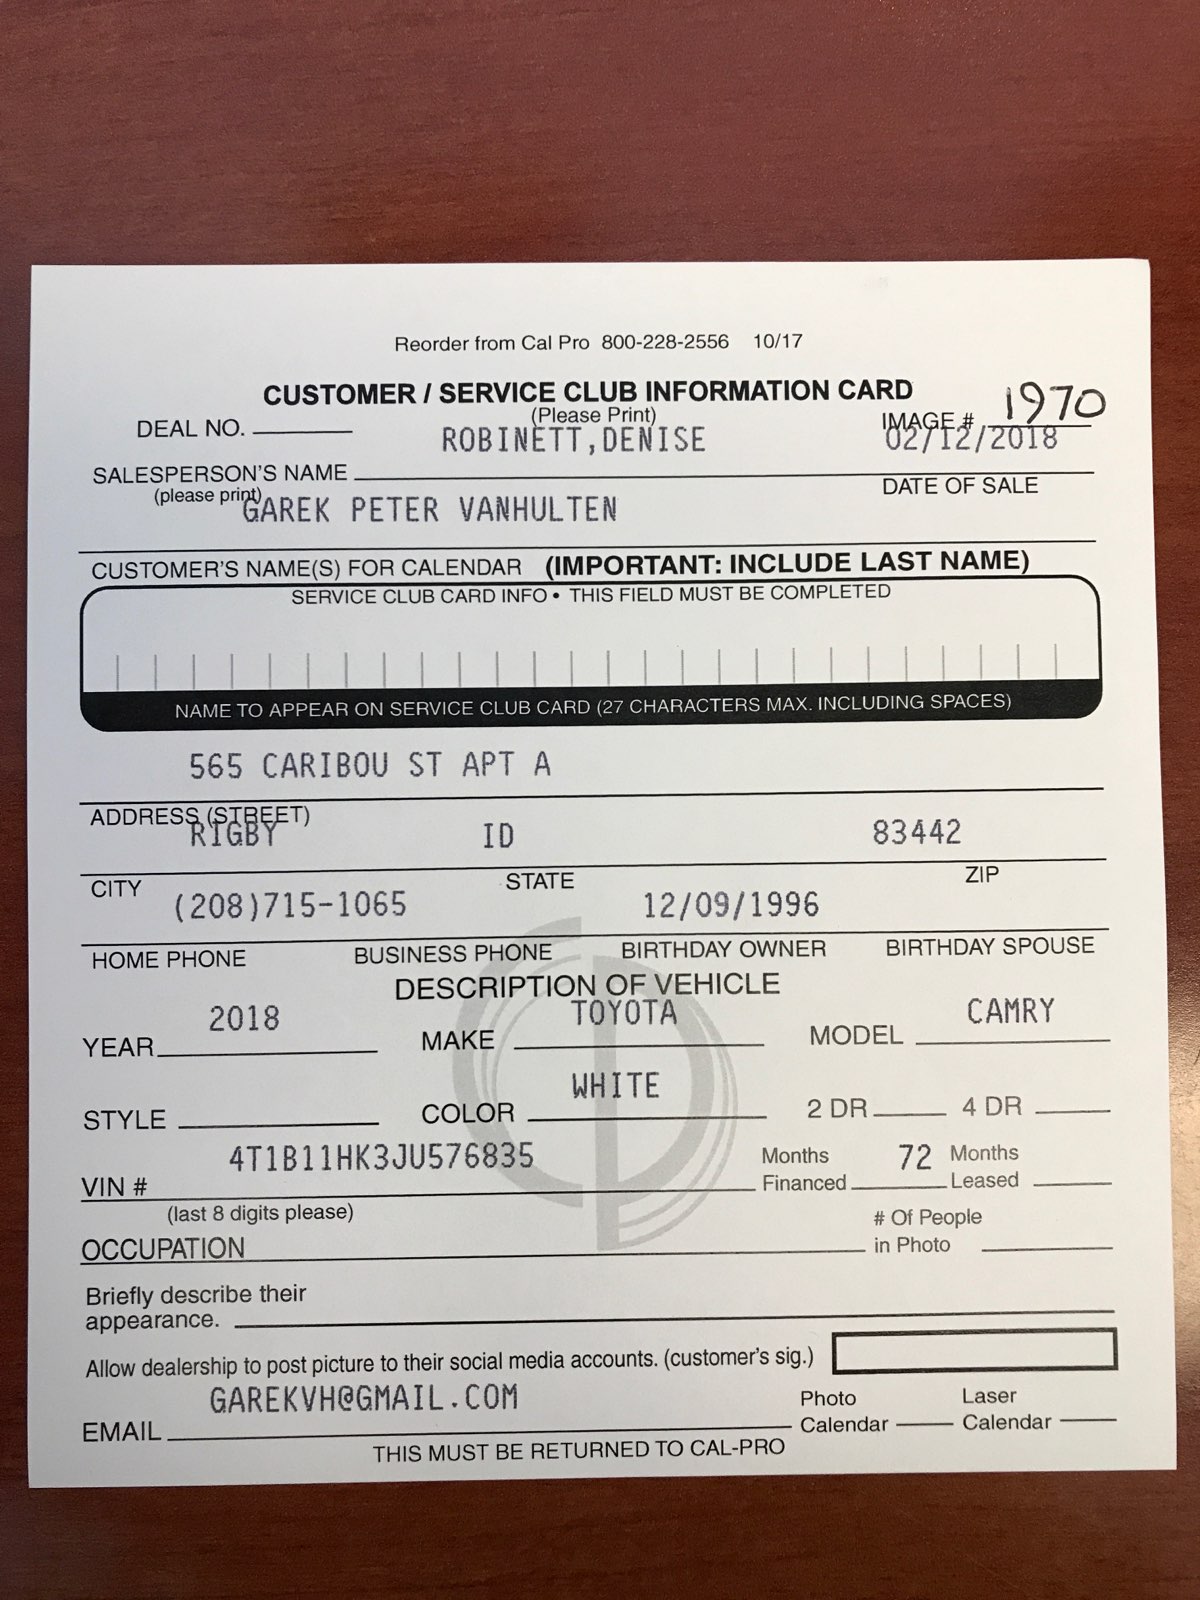 Reorder from Cal Pro 800-228-2556 10/17
CUSTOMER / SERVICE CLUB INFORMATION CARD
(Please Print)
DEAL NO.
IMAGE # 1970
ROBINETT,DENISE
02/12/2018
SALESPERSON'S NAME
(please print)
DATE OF SALE
GAREK PETER VANHULTEN
CUSTOMER'S NAME(S) FOR CALENDAR (IMPORTANT: INCLUDE LAST NAME)
SERVICE CLUB CARD INFO • THIS FIELD MUST BE COMPLETED
NAME TO APPEAR ON SERVICE CLUB CARD (27 CHARACTERS MAX. INCLUDING SPACES)
565 CARIBOU ST APT A
ADDRESS (STREET)
RIGBY ID 83442
CITY STATE ZIP
(208)715-1065 12/09/1996
HOME PHONE BUSINESS PHONE BIRTHDAY OWNER BIRTHDAY SPOUSE
DESCRIPTION OF VEHICLE
2018 TOYOTA CAMRY
YEAR MAKE MODEL
WHITE
STYLE COLOR 2 DR 4 DR
4T1B11HK3JU576835
VIN #
(last 8 digits please)
Months Financed 72 Months Leased
OCCUPATION
# Of People
in Photo
Briefly describe their
appearance.
Allow dealership to post picture to their social media accounts. (customer's sig.)
GAREKVH@GMAIL.COM
EMAIL
Photo Calendar Laser Calendar
THIS MUST BE RETURNED TO CAL-PRO